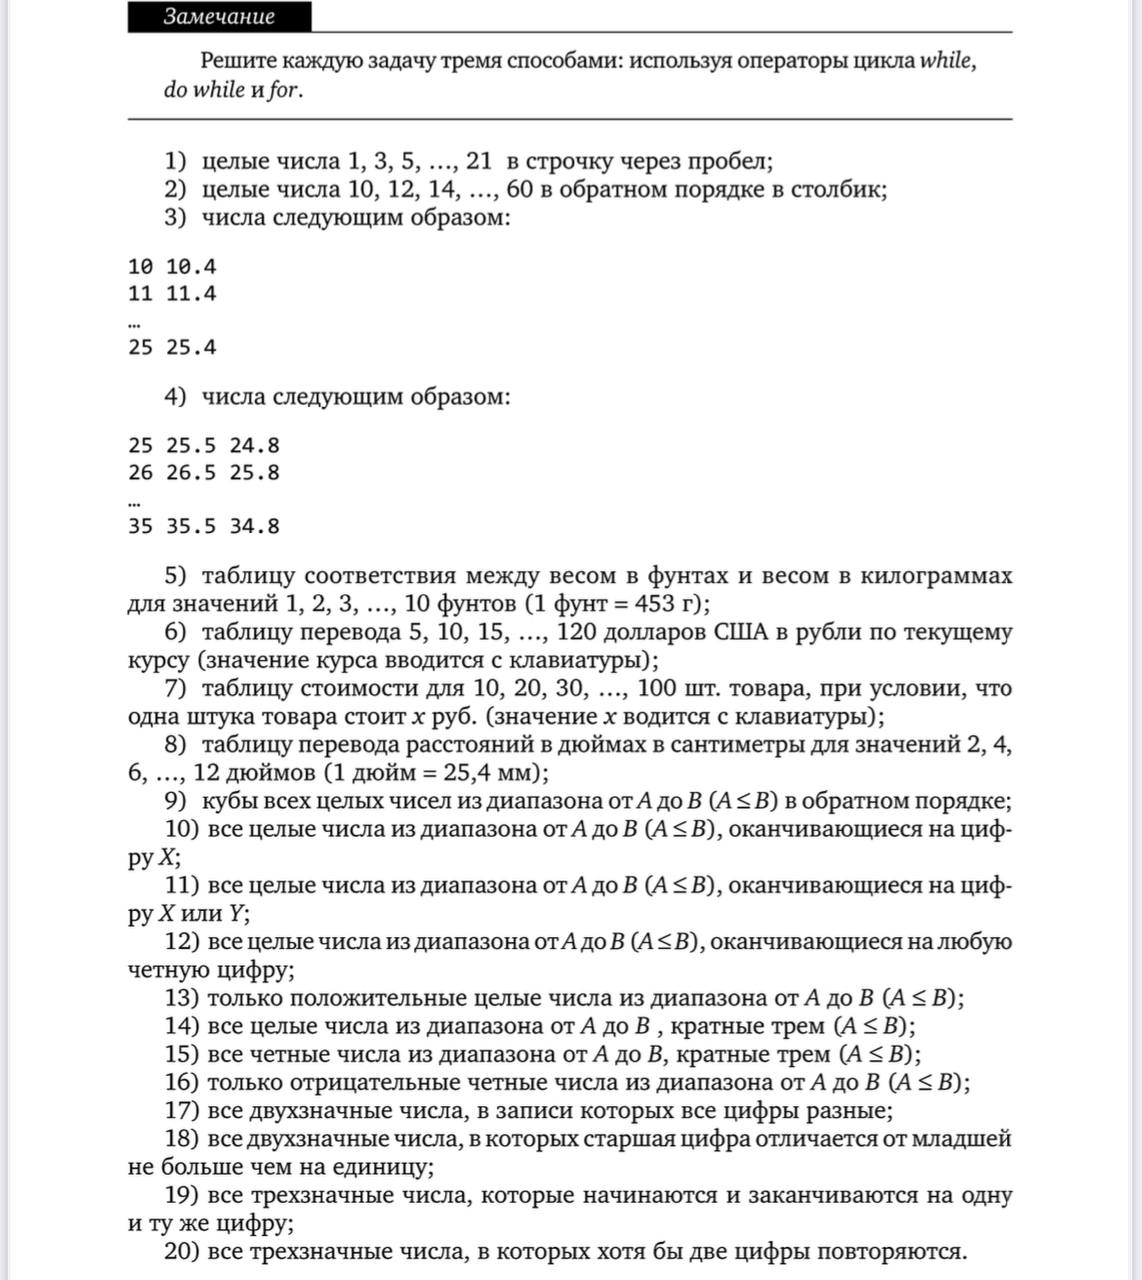 Замечание
Решите каждую задачу тремя способами: используя операторы цикла while,
do while и for.
1) целые числа 1, 3, 5, …, 21 в строчку через пробел;
2) целые числа 10, 12, 14, …, 60 в обратном порядке в столбик;
3) числа следующим образом:
10 10.4
11 11.4
…
25 25.4
4) числа следующим образом:
25 25.5 24.8
26 26.5 25.8
…
35 35.5 34.8
5) таблицу соответствия между весом в фунтах и весом в килограммах
для значений 1, 2, 3, …, 10 фунтов (1 фунт = 453 г);
6) таблицу перевода 5, 10, 15, …, 120 долларов США в рубли по текущему
курсу (значение курса вводится с клавиатуры);
7) таблицу стоимости для 10, 20, 30, …, 100 шт. товара, при условии, что
одна штука товара стоит x руб. (значение x водится с клавиатуры);
8) таблицу перевода расстояний в дюймах в сантиметры для значений 2, 4,
6, …, 12 дюймов (1 дюйм = 25,4 мм);
9) кубы всех целых чисел из диапазона от A до B (A ≤ B) в обратном порядке;
10) все целые числа из диапазона от A до B (A ≤ B), оканчивающиеся на циф-
ру X;
11) все целые числа из диапазона от A до B (A ≤ B), оканчивающиеся на циф-
ру X или Y;
12) все целые числа из диапазона от A до B (A ≤ B), оканчивающиеся на любую
четную цифру;
13) только положительные целые числа из диапазона от A до B (A ≤ B);
14) все целые числа из диапазона от A до B , кратные трем (A ≤ B);
15) все четные числа из диапазона от A до B, кратные трем (A ≤ B);
16) только отрицательные четные числа из диапазона от A до B (A ≤ B);
17) все двухзначные числа, в записи которых все цифры разные;
18) все двухзначные числа, в которых старшая цифра отличается от младшей
не больше чем на единицу;
19) все трехзначные числа, которые начинаются и заканчиваются на одну
и ту же цифру;
20) все трехзначные числа, в которых хотя бы две цифры повторяются.